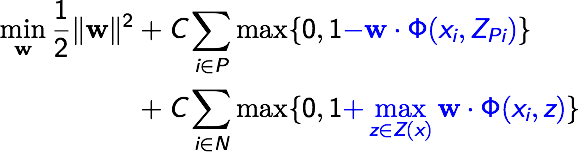 min_w 1/2 ‖w‖² + C ∑_{i∈P} max{0, 1 − w · Φ(x_i, Z_{Pi})}
+ C ∑_{i∈N} max{0, 1 + max_{z∈Z(x)} w · Φ(x_i, z)}